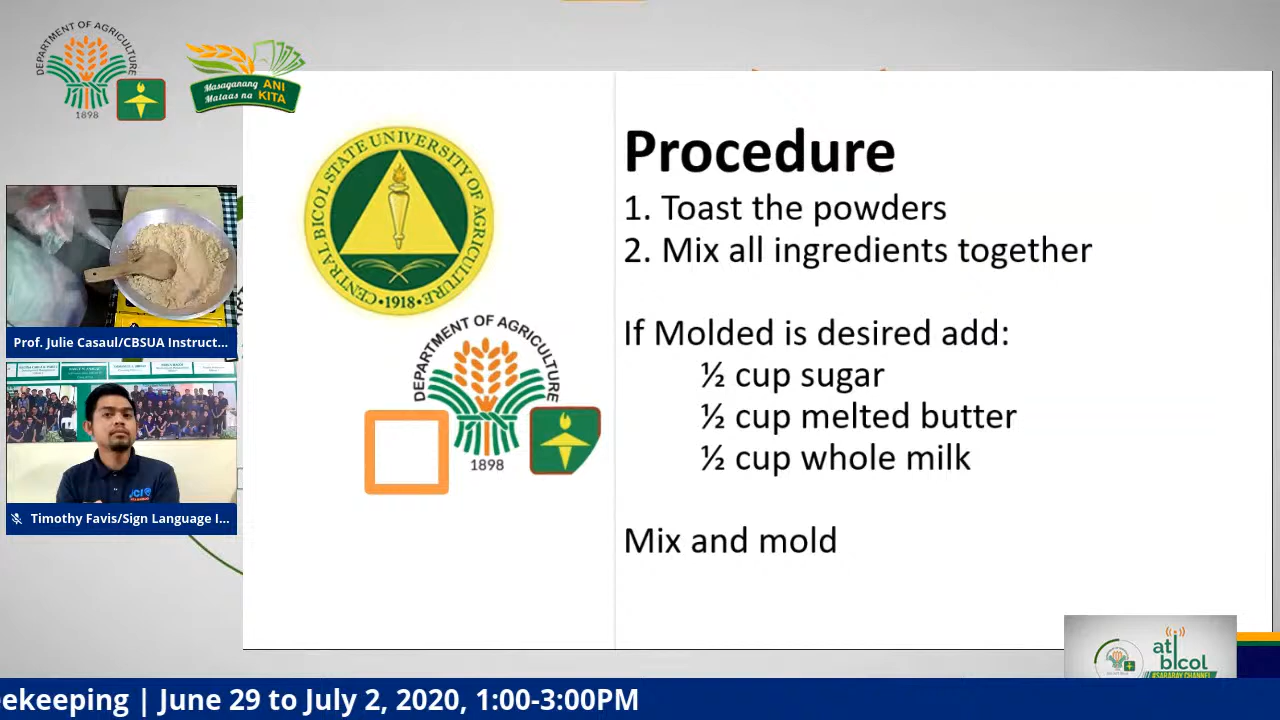 DEPARTMENT OF AGRICULTURE
1898
Masaganang ANI
Mataas na KITA
CENTRAL BICOL STATE UNIVERSITY OF AGRICULTURE
•1918•
DEPARTMENT OF AGRICULTURE
1898
Procedure
1. Toast the powders
2. Mix all ingredients together
If Molded is desired add:
½ cup sugar
½ cup melted butter
½ cup whole milk
Mix and mold
Prof. Julie Casaul/CBSUA Instruct...
JCI
Timothy Favis/Sign Language I...
ati
bicol
ekeeping | June 29 to July 2, 2020, 1:00-3:00PM